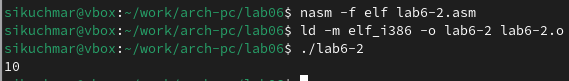 sikuchmar@vbox:~/work/arch-pc/lab06$ nasm -f elf lab6-2.asm
sikuchmar@vbox:~/work/arch-pc/lab06$ ld -m elf_i386 -o lab6-2 lab6-2.o
sikuchmar@vbox:~/work/arch-pc/lab06$ ./lab6-2
10